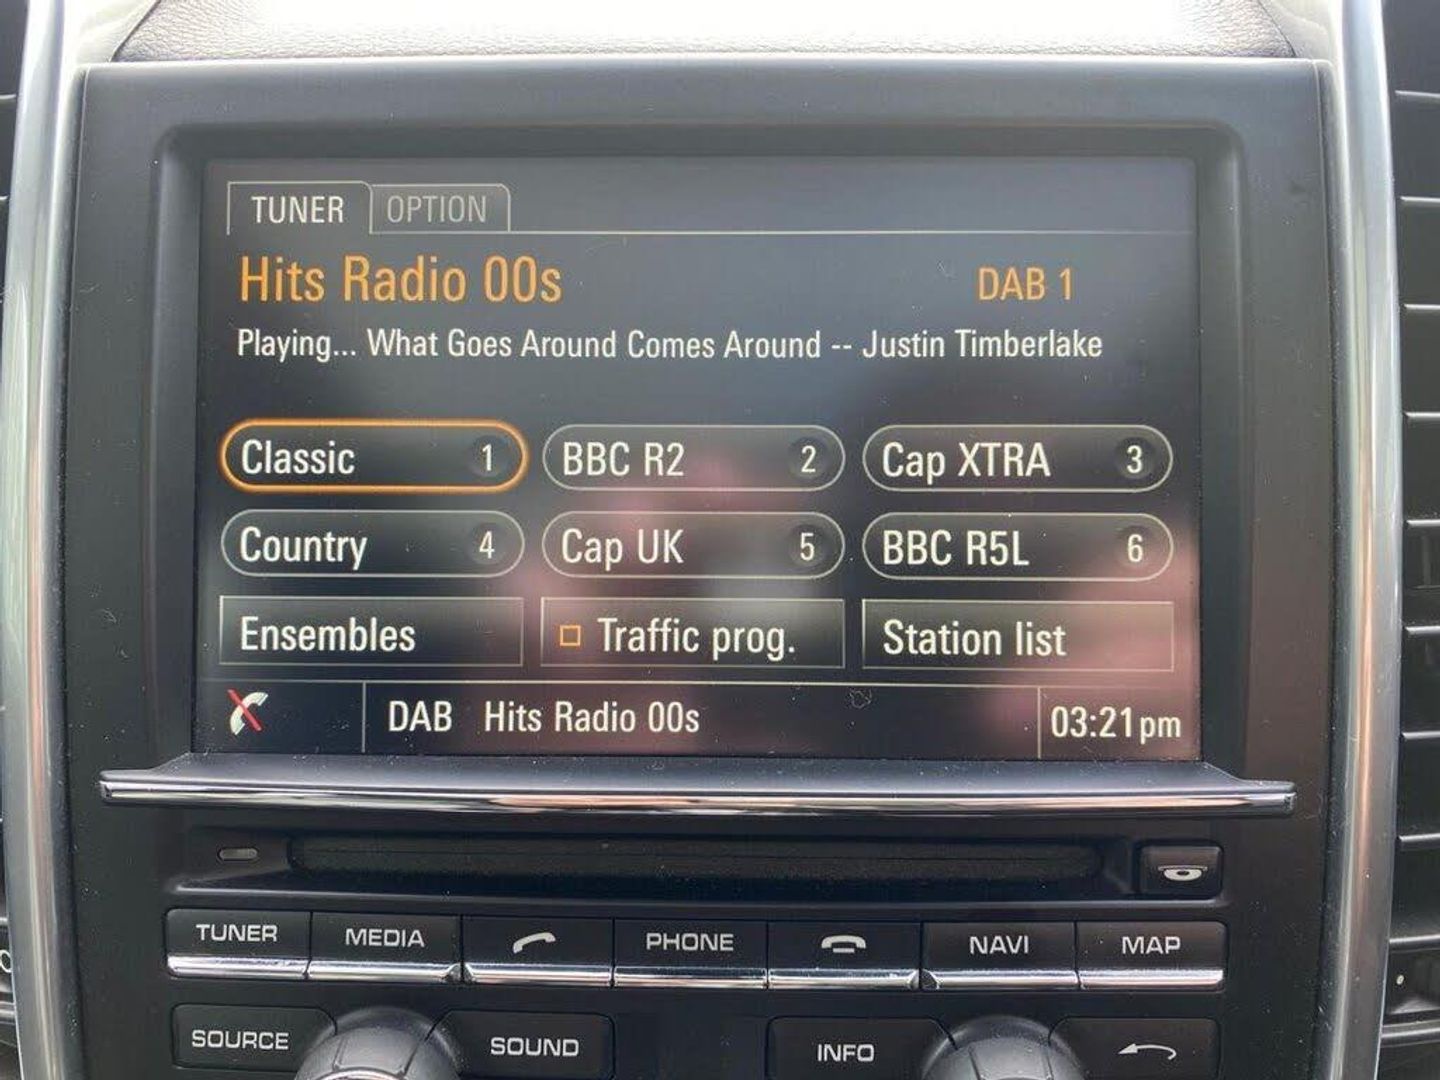 TUNER OPTION
Hits Radio 00s DAB 1
Playing... What Goes Around Comes Around -- Justin Timberlake
Classic 1 BBC R2 2 Cap XTRA 3
Country 4 Cap UK 5 BBC R5L 6
Ensembles Traffic prog. Station list
DAB Hits Radio 00s 03:21pm
TUNER MEDIA PHONE NAVI MAP
SOURCE SOUND INFO